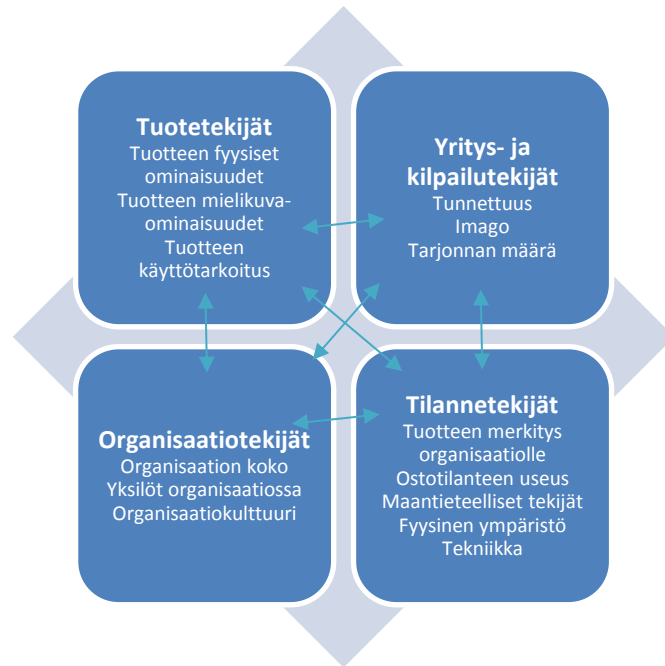 Tuotetekijät
Tuotteen fyysiset
ominaisuudet
Tuotteen mielikuva-
ominaisuudet
Tuotteen
käyttötarkoitus
Yritys- ja
kilpailutekijät
Tunnettuus
Imago
Tarjonnan määrä
Organisaatiotekijät
Organisaation koko
Yksilöt organisaatiossa
Organisaatiokulttuuri
Tilannetekijät
Tuotteen merkitys
organisaatiolle
Ostotilanteen useus
Maantieteelliset tekijät
Fyysinen ympäristö
Tekniikka